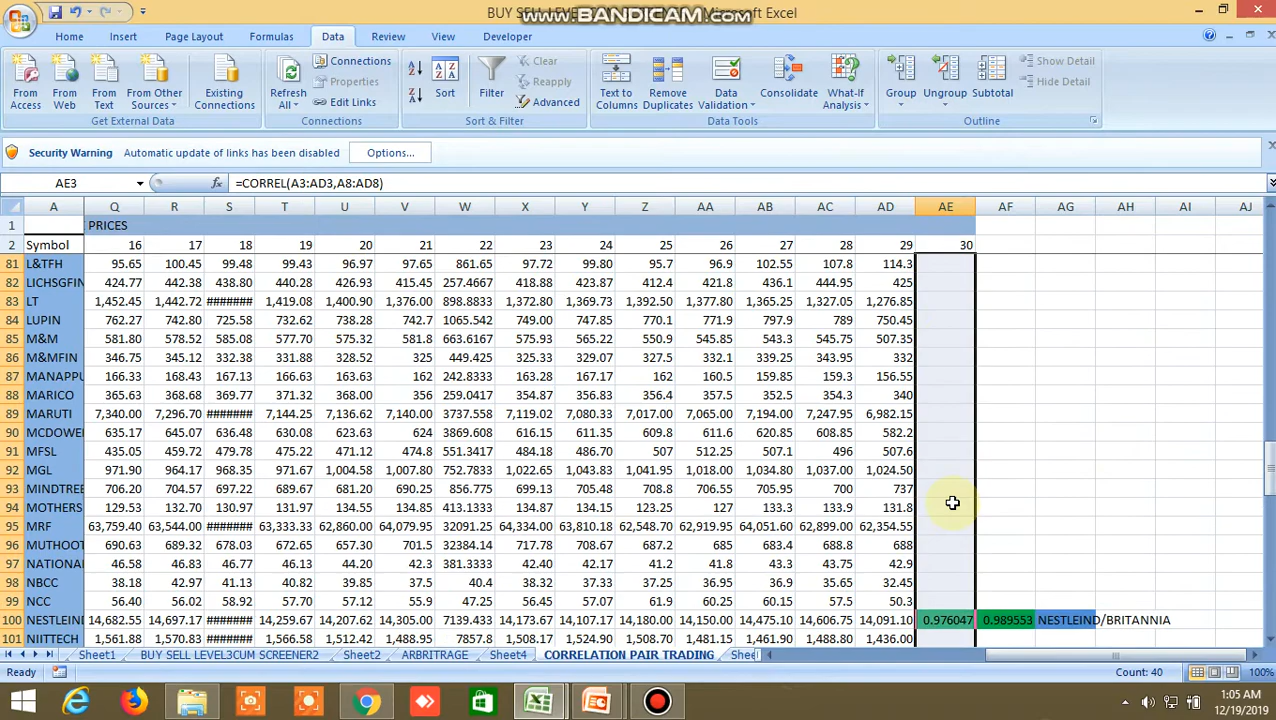 BUY SELL LEVEL
www.BANDICAM.com
Microsoft Excel
Home Insert Page Layout Formulas Data Review View Developer
From Access
From Web
From Text
From Other Sources
Existing Connections
Get External Data
Refresh All
Connections
Properties
Edit Links
Connections
Sort
Filter
Clear
Reapply
Advanced
Sort & Filter
Text to Columns
Remove Duplicates
Data Validation
Consolidate
What-If Analysis
Data Tools
Group
Ungroup
Subtotal
Show Detail
Hide Detail
Outline
Security Warning Automatic update of links has been disabled Options...
AE3 fx =CORREL(A3:AD3,A8:AD8)
A Q R S T U V W X Y Z AA AB AC AD AE AF AG AH AI AJ
1 PRICES
2 Symbol 16 17 18 19 20 21 22 23 24 25 26 27 28 29 30
81 L&TFH 95.65 100.45 99.48 99.43 96.97 97.65 861.65 97.72 99.80 95.7 96.9 102.55 107.8 114.3
82 LICHSGFIN 424.77 442.38 438.80 440.28 426.93 415.45 257.4667 418.88 423.87 412.4 421.8 436.1 444.95 425
83 LT 1,452.45 1,442.72 ####### 1,419.08 1,400.90 1,376.00 898.8833 1,372.80 1,369.73 1,392.50 1,377.80 1,365.25 1,327.05 1,276.85
84 LUPIN 762.27 742.80 725.58 732.62 738.28 742.7 1065.542 749.00 747.85 770.1 771.9 797.9 789 750.45
85 M&M 581.80 578.52 585.08 577.70 575.32 581.8 663.6167 575.93 565.22 550.9 545.85 543.3 545.75 507.35
86 M&MFIN 346.75 345.12 332.38 331.88 328.52 325 449.425 325.33 329.07 327.5 332.1 339.25 343.95 332
87 MANAPPU 166.33 168.43 167.13 166.63 163.63 162 242.8333 163.28 167.17 162 160.5 159.85 159.3 156.55
88 MARICO 365.63 368.68 369.77 371.32 368.00 356 259.0417 354.87 356.83 356.4 357.5 352.5 354.3 340
89 MARUTI 7,340.00 7,296.70 ####### 7,144.25 7,136.62 7,140.00 3737.558 7,119.02 7,080.33 7,017.00 7,065.00 7,194.00 7,247.95 6,982.15
90 MCDOWE 635.17 645.07 636.48 630.08 623.63 624 3869.608 616.15 611.35 609.8 611.6 620.85 608.85 582.2
91 MFSL 435.05 459.72 479.78 475.22 471.12 474.8 551.3417 484.18 486.70 507 512.25 507.1 496 507.6
92 MGL 971.90 964.17 968.35 971.67 1,004.58 1,007.80 752.7833 1,022.65 1,043.83 1,041.95 1,018.00 1,034.80 1,037.00 1,024.50
93 MINDTREE 706.20 704.57 697.22 689.67 681.20 690.25 856.775 699.13 705.48 708.8 706.55 705.95 700 737
94 MOTHERS 129.53 132.70 130.97 131.97 134.55 134.85 413.1333 134.87 134.15 123.25 127 133.3 133.9 131.8
95 MRF 63,759.40 63,544.00 ####### 63,333.33 62,860.00 64,079.95 32091.25 64,334.00 63,810.18 62,548.70 62,919.95 64,051.60 62,899.00 62,354.55
96 MUTHOOT 690.63 689.32 678.03 672.65 657.30 701.5 32384.14 717.78 708.67 687.2 685 683.4 688.8 688
97 NATIONA 46.58 46.83 46.77 46.13 44.20 42.3 381.3333 42.40 42.17 41.2 41.8 43.3 43.75 42.9
98 NBCC 38.18 42.97 41.13 40.82 39.85 37.5 40.4 38.32 37.33 37.25 36.95 36.9 35.65 32.45
99 NCC 56.40 56.02 58.92 57.70 57.12 55.9 47.25 56.45 57.07 61.9 60.25 60.15 57.5 50.3
100 NESTLEIND 14,682.55 14,697.17 ####### 14,259.67 14,207.62 14,305.00 7139.433 14,173.67 14,107.17 14,180.00 14,150.00 14,475.10 14,606.75 14,091.10 0.976047 0.989553 NESTLEIND/BRITANNIA
101 NIITTECH 1,561.88 1,570.83 ####### 1,566.58 1,512.42 1,488.95 7857.8 1,508.17 1,524.90 1,508.70 1,481.15 1,491.60 1,488.80 1,436.00
Sheet1 BUY SELL LEVEL3CUM SCREENER2 Sheet2 ARBITRAGE Sheet4 CORRELATION PAIR TRADING Shee
Ready Count: 40 100%
1:05 AM
12/19/2019